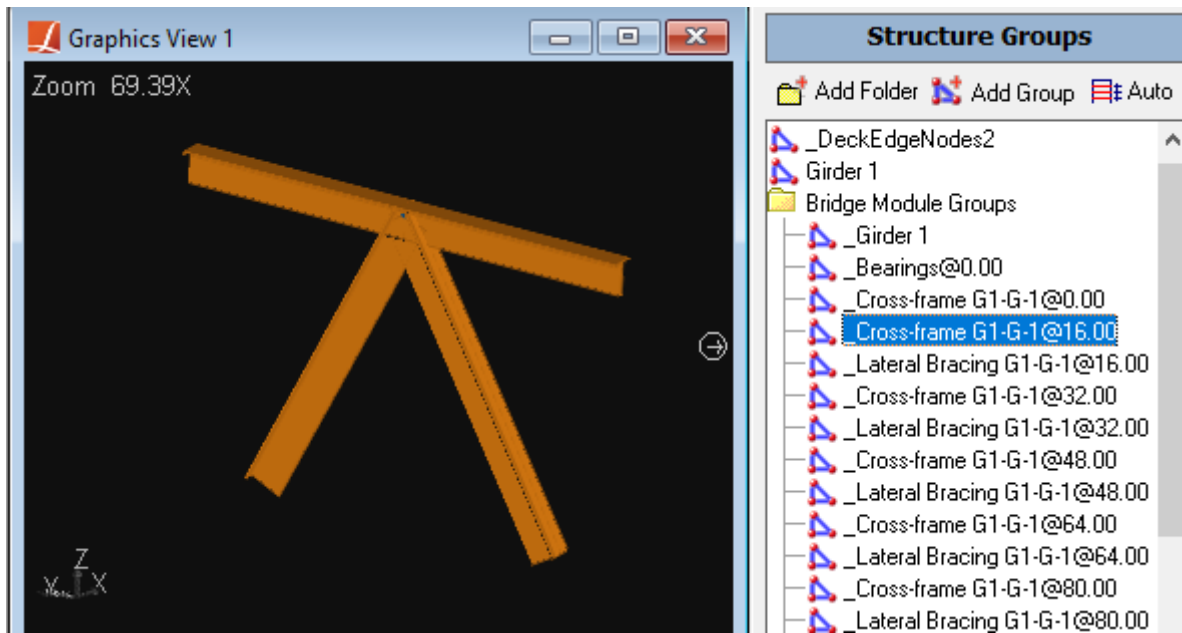 Graphics View 1
Zoom 69.39X
Z
Y
X
Structure Groups
Add Folder Add Group Auto
_DeckEdgeNodes2
Girder 1
Bridge Module Groups
_Girder 1
_Bearings@0.00
_Cross-frame G1-G-1@0.00
_Cross-frame G1-G-1@16.00
_Lateral Bracing G1-G-1@16.00
_Cross-frame G1-G-1@32.00
_Lateral Bracing G1-G-1@32.00
_Cross-frame G1-G-1@48.00
_Lateral Bracing G1-G-1@48.00
_Cross-frame G1-G-1@64.00
_Lateral Bracing G1-G-1@64.00
_Cross-frame G1-G-1@80.00
_Lateral Bracing G1-G-1@80.00